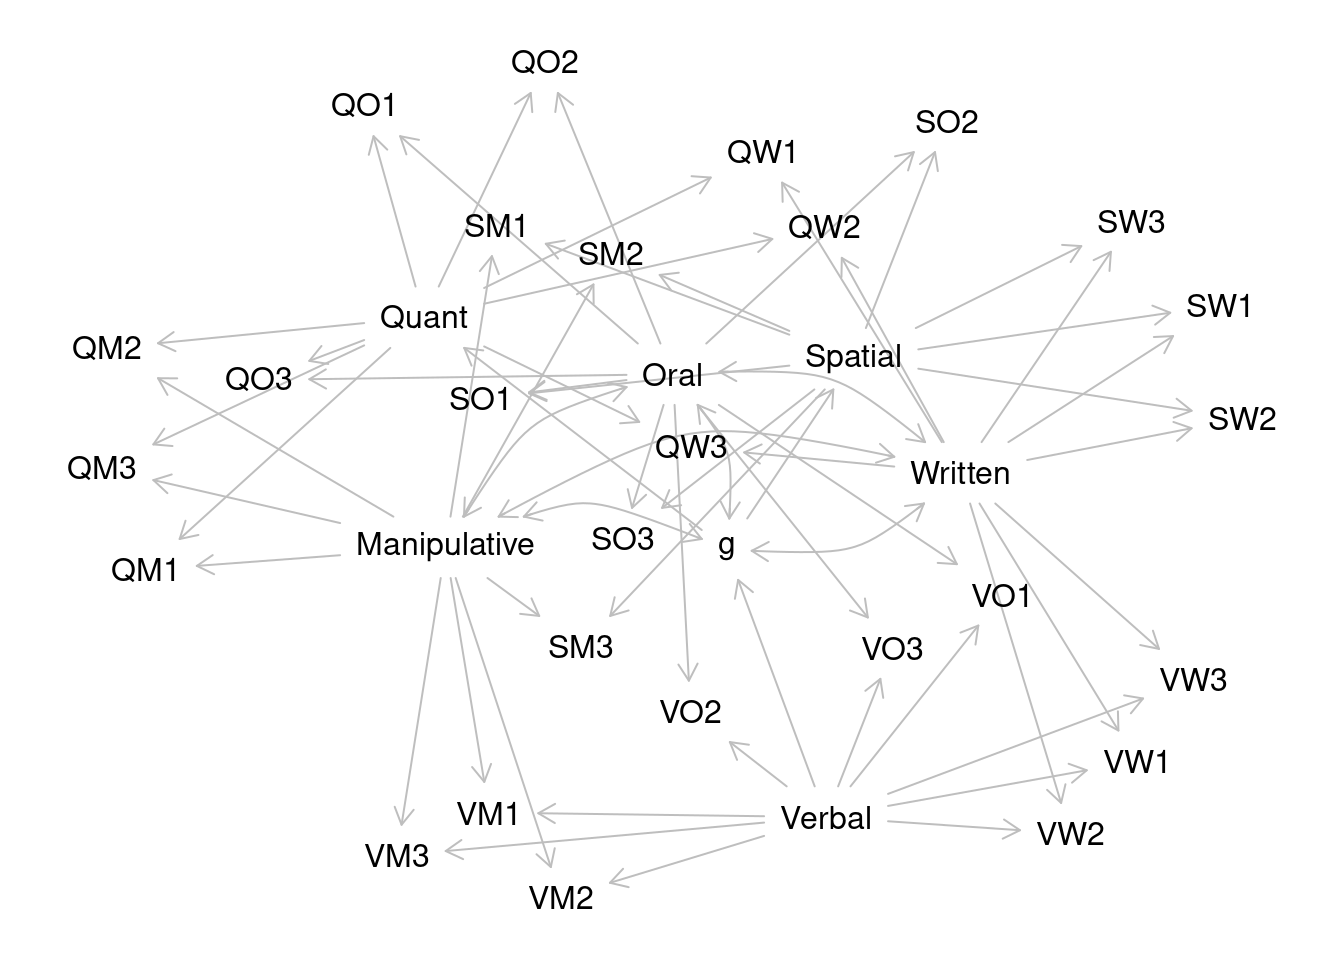 QO2
QO1
SO2
QW1
SW3
SM1
QW2
SM2
SW1
Quant
QM2
Spatial
QO3
Oral
SO1
SW2
QW3
QM3
Written
SO3
g
Manipulative
QM1
VO1
SM3
VO3
VW3
VO2
VW1
VM1
Verbal
VW2
VM3
VM2